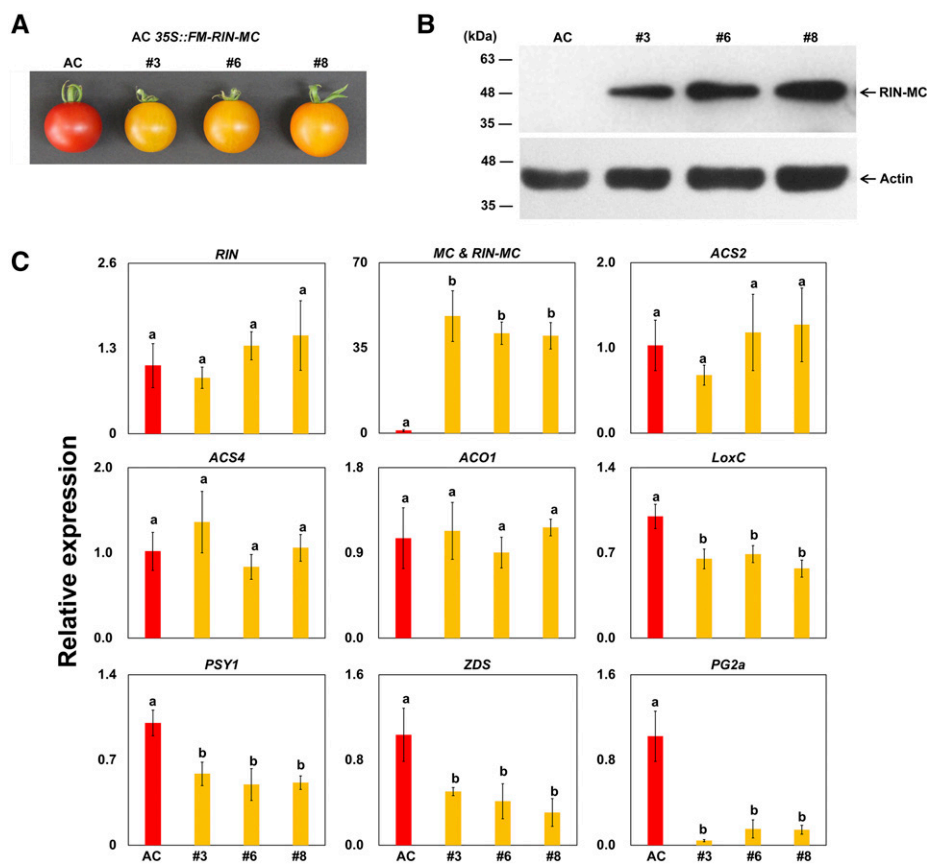 A
AC 35S::FM-RIN-MC
AC #3 #6 #8
B
(kDa) AC #3 #6 #8
63
48
35
← RIN-MC
48
35
← Actin
C
Relative expression
RIN
2.6
1.3
0
a a a a
MC & RIN-MC
70
35
0
a b b b
ACS2
2.0
1.0
0.0
a a a a
ACS4
2.0
1.0
0.0
a a a a
ACO1
1.8
0.9
0.0
a a a a
LoxC
1.4
0.7
0.0
a b b b
PSY1
1.4
0.7
0
a b b b
AC #3 #6 #8
ZDS
1.6
0.8
0.0
a b b b
AC #3 #6 #8
PG2a
1.6
0.8
0.0
a b b b
AC #3 #6 #8